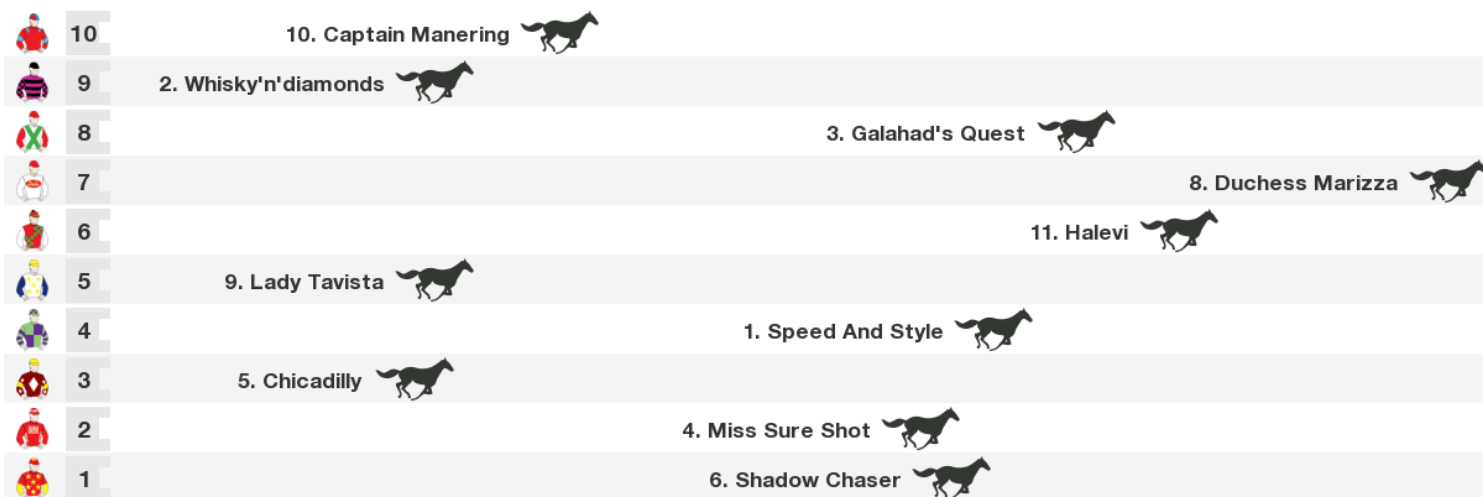 10 10. Captain Manering
9 2. Whisky'n'diamonds
8 3. Galahad's Quest
7 8. Duchess Marizza
6 11. Halevi
5 9. Lady Tavista
4 1. Speed And Style
3 5. Chicadilly
2 4. Miss Sure Shot
1 6. Shadow Chaser